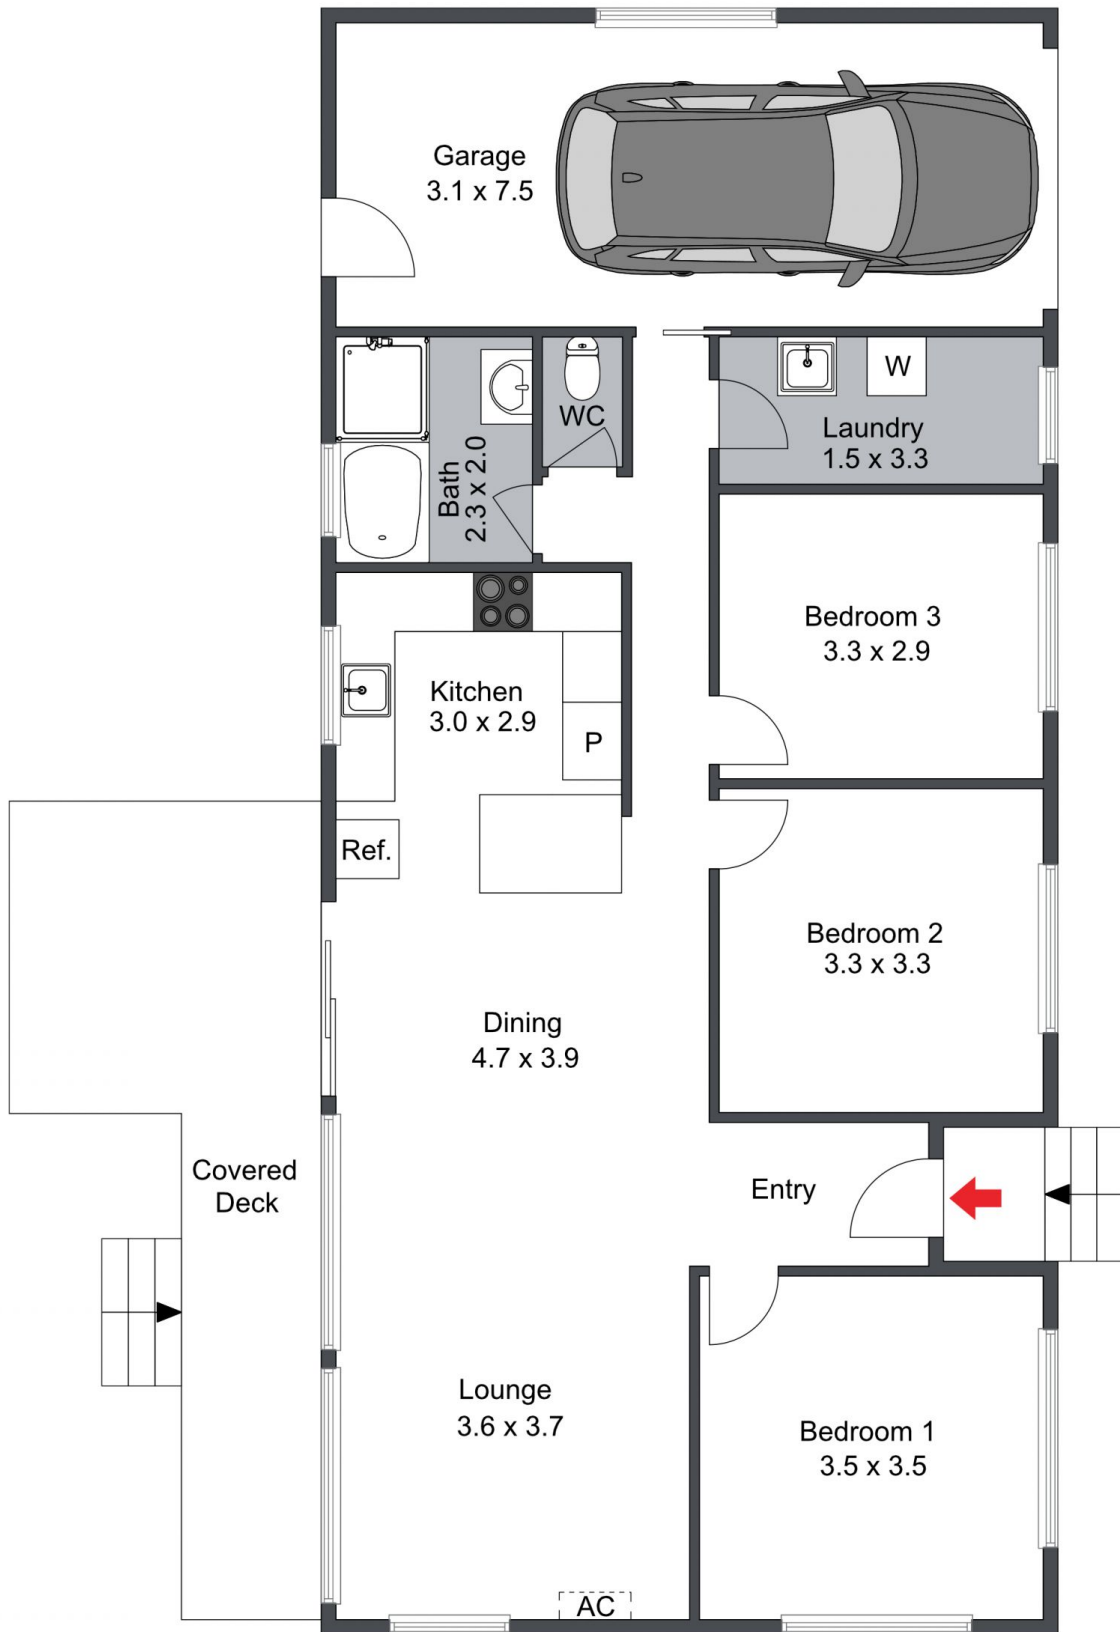 Garage
3.1 x 7.5
WC
W
Laundry
1.5 x 3.3
Bath
2.3 x 2.0
Bedroom 3
3.3 x 2.9
Kitchen
3.0 x 2.9
P
Ref.
Bedroom 2
3.3 x 3.3
Dining
4.7 x 3.9
Covered
Deck
Entry
Lounge
3.6 x 3.7
Bedroom 1
3.5 x 3.5
AC